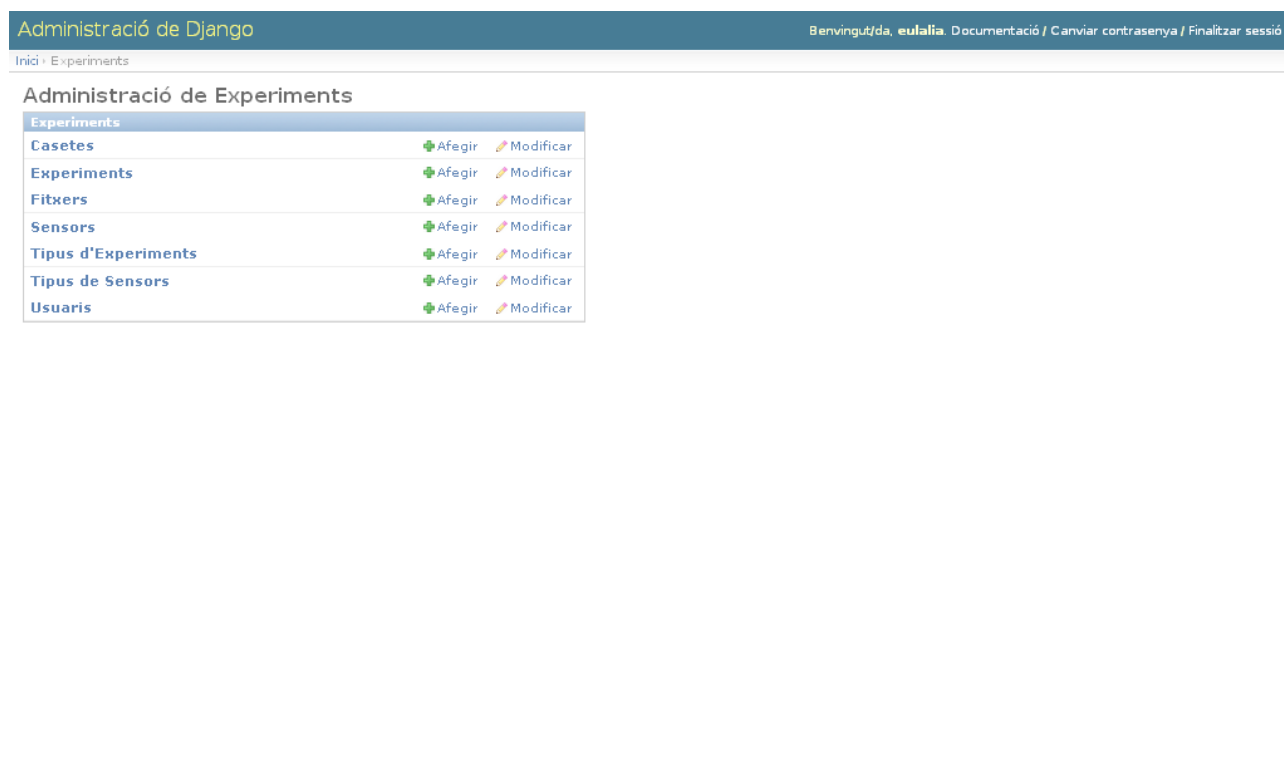 Administració de Django
Benvingut/da, eulalia. Documentació / Canviar contrasenya / Finalitzar sessió
Inici › Experiments
Administració de Experiments
Experiments
Casetes Afegir Modificar
Experiments Afegir Modificar
Fitxers Afegir Modificar
Sensors Afegir Modificar
Tipus d'Experiments Afegir Modificar
Tipus de Sensors Afegir Modificar
Usuaris Afegir Modificar